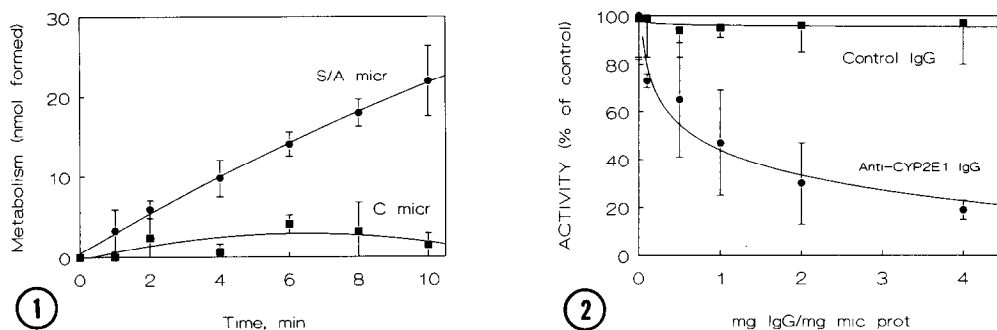 Metabolism (nmol formed)
30
20
10
0
S/A micr
C micr
0 2 4 6 8 10
Time, min
1
ACTIVITY (% of control)
100
80
60
40
20
0
Control IgG
Anti-CYP2E1 IgG
0 1 2 3 4
mg IgG/mg mic prot
2